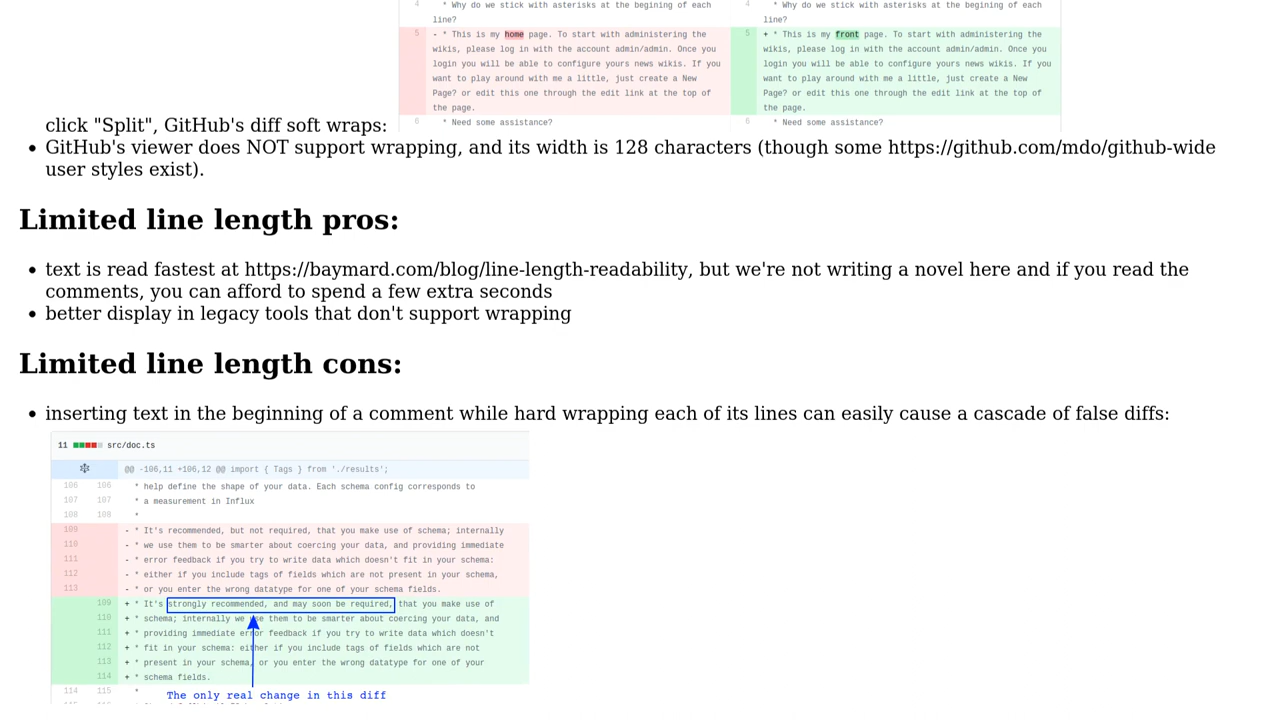 4 * Why do we stick with asterisks at the begining of each
line?
5 - * This is my home page. To start with administering the
wikis, please log in with the account admin/admin. Once you
login you will be able to configure yours news wikis. If you
want to play around with me a little, just create a New
Page? or edit this one through the edit link at the top of
the page.
6 * Need some assistance?
4 * Why do we stick with asterisks at the begining of each
line?
5 + * This is my front page. To start with administering the
wikis, please log in with the account admin/admin. Once you
login you will be able to configure yours news wikis. If you
want to play around with me a little, just create a New
Page? or edit this one through the edit link at the top of
the page.
6 * Need some assistance?
click "Split", GitHub's diff soft wraps:
• GitHub's viewer does NOT support wrapping, and its width is 128 characters (though some https://github.com/mdo/github-wide
user styles exist).
Limited line length pros:
• text is read fastest at https://baymard.com/blog/line-length-readability, but we're not writing a novel here and if you read the
comments, you can afford to spend a few extra seconds
• better display in legacy tools that don't support wrapping
Limited line length cons:
• inserting text in the beginning of a comment while hard wrapping each of its lines can easily cause a cascade of false diffs:
11 src/doc.ts
@@ -106,11 +106,12 @@ import { Tags } from './results';
106 106 * help define the shape of your data. Each schema config corresponds to
107 107 * a measurement in Influx
108 108 *
109 - * It's recommended, but not required, that you make use of schema; internally
110 - * we use them to be smarter about coercing your data, and providing immediate
111 - * error feedback if you try to write data which doesn't fit in your schema:
112 - * either if you include tags of fields which are not present in your schema,
113 - * or you enter the wrong datatype for one of your schema fields.
109 + * It's strongly recommended, and may soon be required, that you make use of
110 + * schema; internally we use them to be smarter about coercing your data, and
111 + * providing immediate error feedback if you try to write data which doesn't
112 + * fit in your schema: either if you include tags of fields which are not
113 + * present in your schema, or you enter the wrong datatype for one of your
114 + * schema fields.
114 115 *
The only real change in this diff